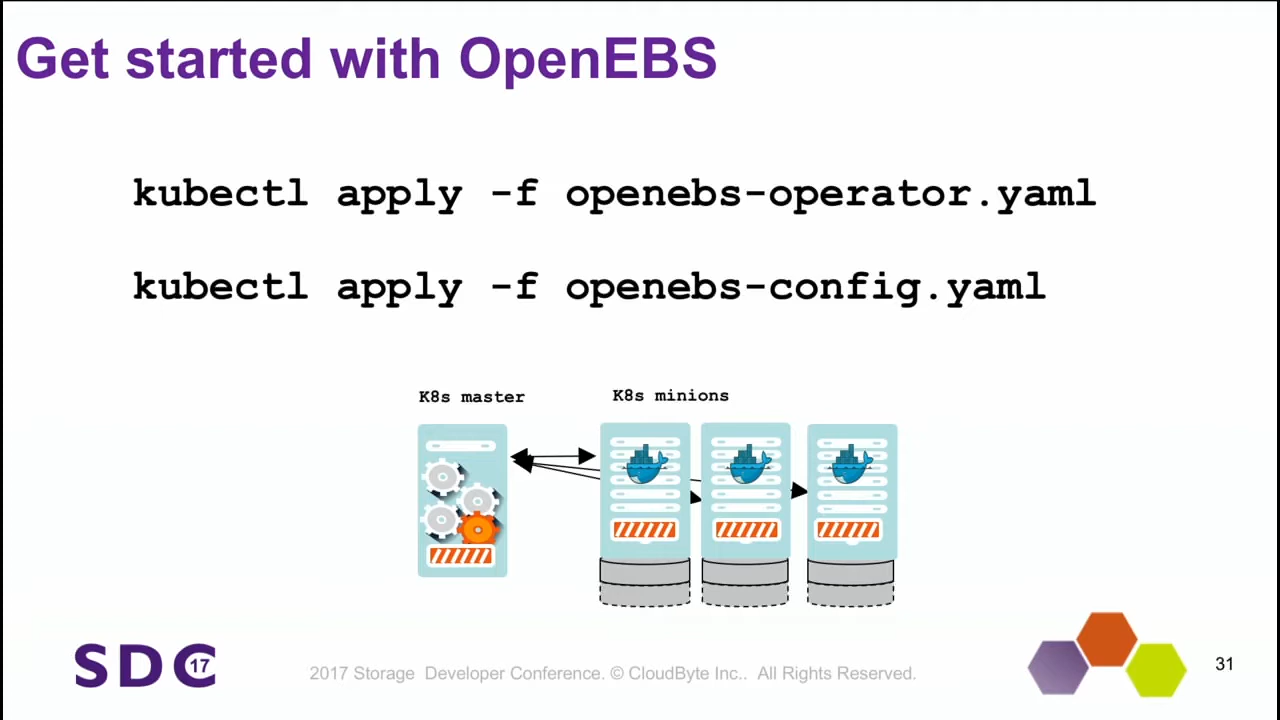 Get started with OpenEBS
kubectl apply -f openebs-operator.yaml
kubectl apply -f openebs-config.yaml
K8s master
K8s minions
SDC 17
2017 Storage Developer Conference. © CloudByte Inc.. All Rights Reserved.
31